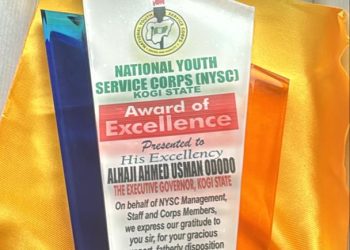 NATIONAL YOUTH
SERVICE CORPS (NYSC)
KOGI STATE
Award of
Excellence
Presented to
His Excellency
ALHAJI AHMED USMAN ODODO
THE EXECUTIVE GOVERNOR, KOGI STATE
On behalf of NYSC Management,
Staff and Corps Members,
we express our gratitude to
you sir, for your gracious
fatherly disposition